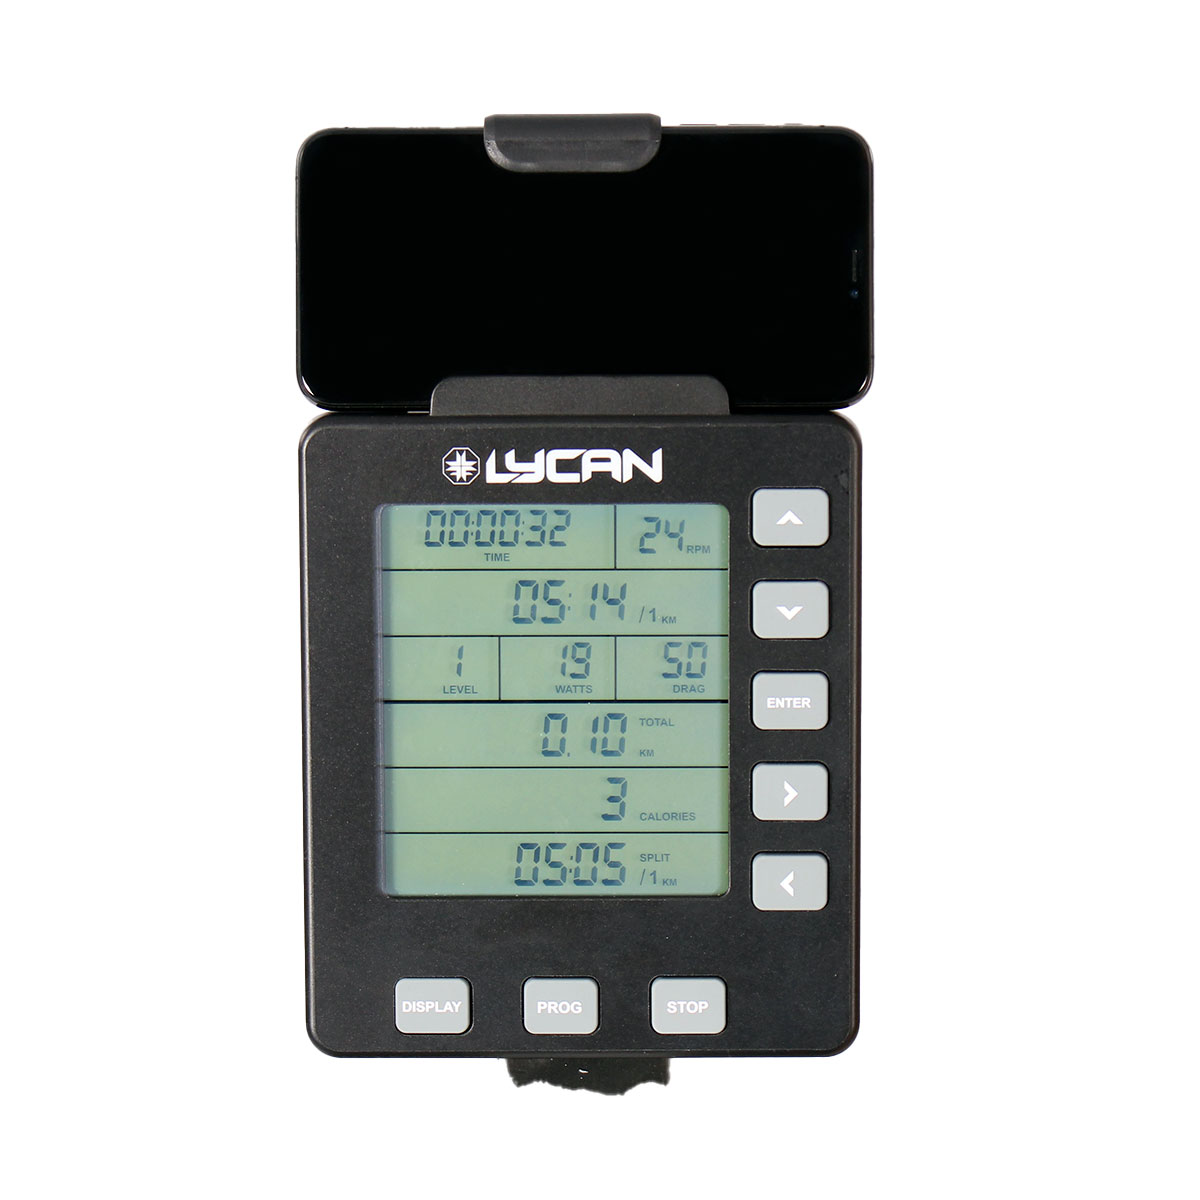 LYCAN
00:00:32 TIME
24 RPM
05:14 /1 KM
1 LEVEL
19 WATTS
50 DRAG
0.10 TOTAL KM
3 CALORIES
05:05 SPLIT /1 KM
ENTER
DISPLAY
PROG
STOP